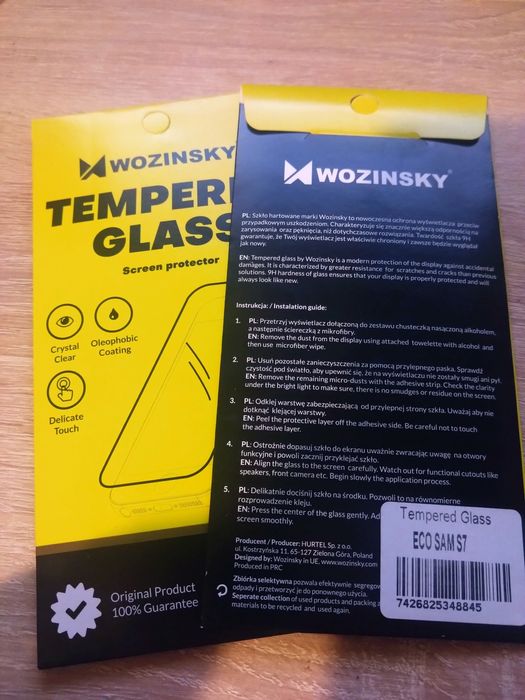 WOZINSKY
TEMPER
GLASS
Screen protector
Crystal
Clear
Oleophobic
Coating
Delicate
Touch
Original Product
100% Guarantee
WOZINSKY
PL: Szkło hartowane marki Wozinsky to nowoczesna ochrona wyświetlacza przeciw
przypadkowym uszkodzeniom. Charakteryzuje się znacznie większą odpornością na
zarysowania oraz pęknięcia, niż dotychczasowe rozwiązania. Twardość szkła 9H
gwarantuje, że Twój wyświetlacz jest właściwie chroniony i zawsze będzie wyglądał
jak nowy.
EN: Tempered glass by Wozinsky is a modern protection of the display against accidental
damages. It is characterized by greater resistance for scratches and cracks than previous
solutions. 9H hardness of glass ensures that your display is properly protected and will
always look like new.
Instrukcja: / Instalation guide:
1. PL: Przetrzyj wyświetlacz dołączoną do zestawu chusteczką nasączoną alkoholem,
a następnie ściereczką z mikrofibry.
EN: Remove the dust from the display using attached towelette with alcohol and
then use microfiber wipe.
2. PL: Usuń pozostałe zanieczyszczenia za pomocą przylepnego paska. Sprawdź
czystość pod światło, aby upewnić się, że na wyświetlaczu nie zostały smugi ani pył.
EN: Remove the remaining micro-dusts with the adhesive strip. Check the clarity
under the bright light to make sure, there is no smudges or residue on the screen.
3. PL: Odklej warstwę zabezpieczającą od przylepnej strony szkła. Uważaj aby nie
dotknąć klejącej warstwy.
EN: Peel the protective layer off the adhesive side. Be careful not to touch
the adhesive layer.
4. PL: Ostrożnie dopasuj szkło do ekranu uważnie zwracając uwagę na otwory
funkcyjne i powoli zacznij przyklejać szkło.
EN: Align the glass to the screen carefully. Watch out for functional cutouts like
speakers, front camera etc. Begin slowly the application process.
5. PL: Delikatnie dociśnij szkło na środku. Pozwoli to na równomierne
rozprowadzenie kleju.
EN: Press the center of the glass gently. Ad
screen smoothly.
Producent / Producer: HURTEL Sp. z o.o.
ul. Kostrzyńska 11, 65-127 Zielona Góra, Poland
Designed by: Wozinsky in UE, www.wozinsky.com
Produced in PRC
Zbiórka selektywna pozwala efektywnie segregow
odpady i przetworzyć je do ponownego użycia.
Seperate collection of used products and packing a
materials to be recycled and used again.
Tempered Glass
ECO SAM S7
7426825348845